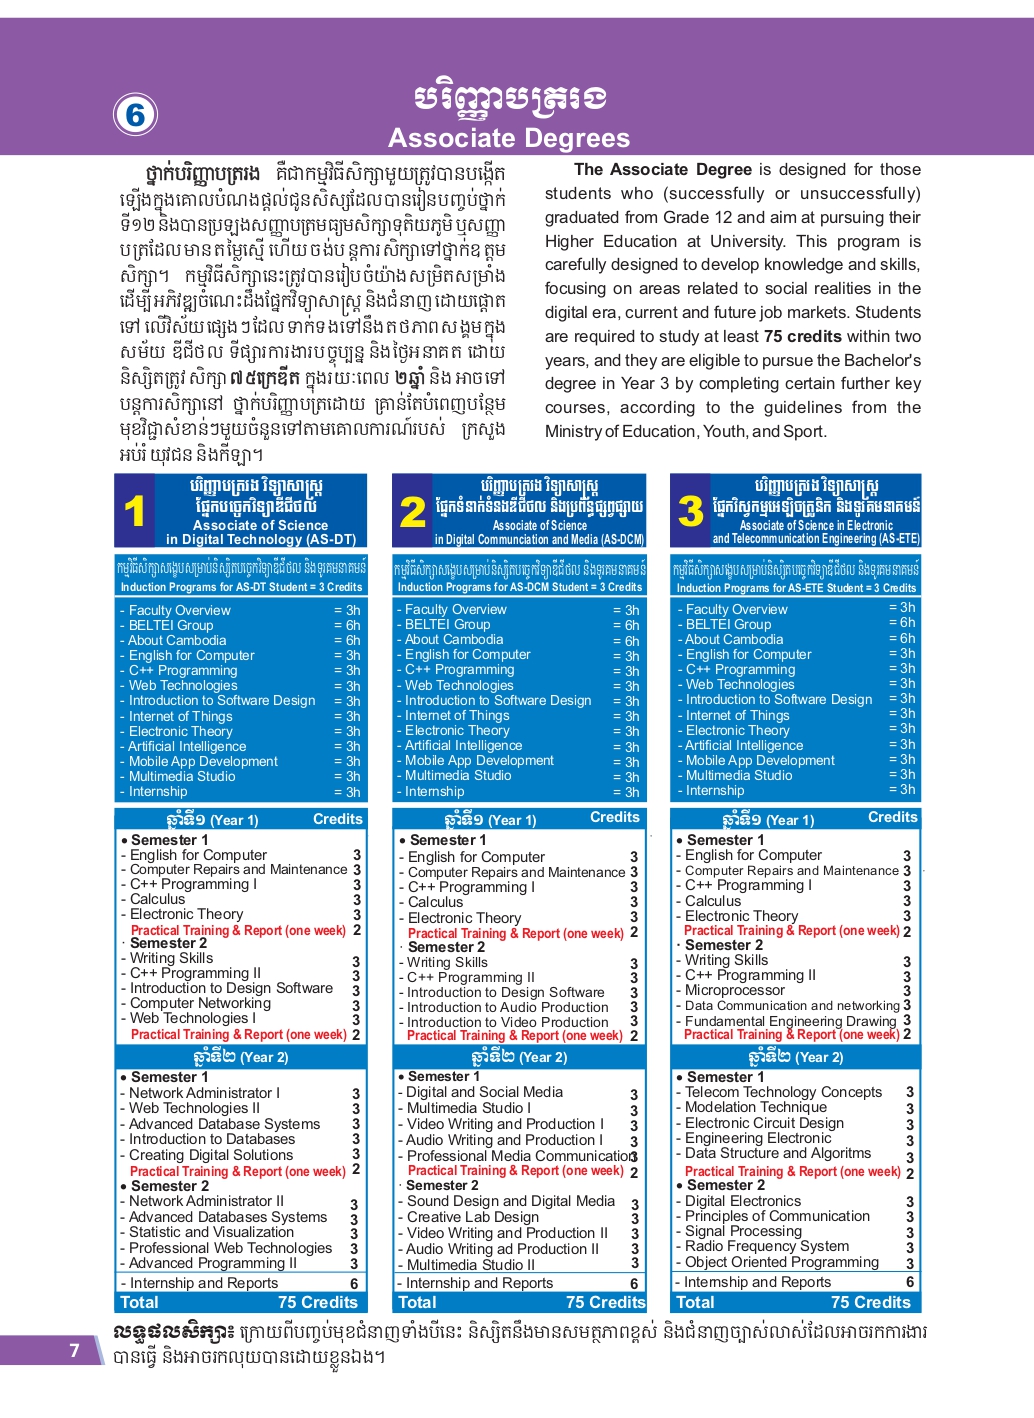 6
បរិញ្ញាបត្ររង
Associate Degrees
ថ្នាក់បរិញ្ញាបត្ររង គឺជាកម្មវិធីសិក្សាមួយត្រូវបានបង្កើត
ឡើងក្នុងគោលបំណងផ្តល់ជូនសិស្សដែលបានរៀនបញ្ចប់ថ្នាក់
ទី១២ និងបានប្រឡងសញ្ញាបត្រមធ្យមសិក្សាទុតិយភូមិ ឬសញ្ញា
បត្រដែលមានតម្លៃស្មើ ហើយចង់បន្តការសិក្សាទៅថ្នាក់ឧត្តម
សិក្សា។ កម្មវិធីសិក្សានេះត្រូវបានរៀបចំយ៉ាងសម្រិតសម្រាំង
ដើម្បីអភិវឌ្ឍចំណេះដឹងផ្នែកវិទ្យាសាស្ត្រ និងជំនាញដោយផ្តោត
ទៅ លើវិស័យផ្សេងៗដែលទាក់ទងទៅនឹងតថភាពសង្គមក្នុង
សម័យ ឌីជីថល ទីផ្សារការងារបច្ចុប្បន្ន និងថ្ងៃអនាគត ដោយ
និស្សិតត្រូវសិក្សា ៧៥ក្រេឌីត ក្នុងរយៈពេល ២ឆ្នាំ និង អាចទៅ
បន្តការសិក្សានៅ ថ្នាក់បរិញ្ញាបត្រដោយ គ្រាន់តែបំពេញបន្ថែម
មុខវិជ្ជាសំខាន់ៗមួយចំនួនទៅតាមគោលការណ៍របស់ ក្រសួង
អប់រំ យុវជន និងកីឡា។
The Associate Degree is designed for those
students who (successfully or unsuccessfully)
graduated from Grade 12 and aim at pursuing their
Higher Education at University. This program is
carefully designed to develop knowledge and skills,
focusing on areas related to social realities in the
digital era, current and future job markets. Students
are required to study at least 75 credits within two
years, and they are eligible to pursue the Bachelor's
degree in Year 3 by completing certain further key
courses, according to the guidelines from the
Ministry of Education, Youth, and Sport.
1
បរិញ្ញាបត្ររង វិទ្យាសាស្ត្រ
ផ្នែកបច្ចេកវិទ្យាឌីជីថល
Associate of Science
in Digital Technology (AS-DT)
កម្មវិធីសិក្សាសង្ខេបសម្រាប់និស្សិតបច្ចេកវិទ្យាឌីជីថល និងទូរគមនាគមន៍
Induction Programs for AS-DT Student = 3 Credits
- Faculty Overview = 3h
- BELTEI Group = 6h
- About Cambodia = 6h
- English for Computer = 3h
- C++ Programming = 3h
- Web Technologies = 3h
- Introduction to Software Design = 3h
- Internet of Things = 3h
- Electronic Theory = 3h
- Artificial Intelligence = 3h
- Mobile App Development = 3h
- Multimedia Studio = 3h
- Internship = 3h
ឆ្នាំទី១ (Year 1) Credits
• Semester 1
- English for Computer 3
- Computer Repairs and Maintenance 3
- C++ Programming I 3
- Calculus 3
- Electronic Theory 3
Practical Training & Report (one week) 2
· Semester 2
- Writing Skills 3
- C++ Programming II 3
- Introduction to Design Software 3
- Computer Networking 3
- Web Technologies I 3
Practical Training & Report (one week) 2
ឆ្នាំទី២ (Year 2)
• Semester 1
- Network Administrator I 3
- Web Technologies II 3
- Advanced Database Systems 3
- Introduction to Databases 3
- Creating Digital Solutions 3
Practical Training & Report (one week) 2
• Semester 2
- Network Administrator II 3
- Advanced Databases Systems 3
- Statistic and Visualization 3
- Professional Web Technologies 3
- Advanced Programming II 3
- Internship and Reports 6
Total 75 Credits
2
បរិញ្ញាបត្ររង វិទ្យាសាស្ត្រ
ផ្នែកទំនាក់ទំនងឌីជីថល និងប្រព័ន្ធផ្សព្វផ្សាយ
Associate of Science
in Digital Communciation and Media (AS-DCM)
កម្មវិធីសិក្សាសង្ខេបសម្រាប់និស្សិតបច្ចេកវិទ្យាឌីជីថល និងទូរគមនាគមន៍
Induction Programs for AS-DCM Student = 3 Credits
- Faculty Overview = 3h
- BELTEI Group = 6h
- About Cambodia = 6h
- English for Computer = 3h
- C++ Programming = 3h
- Web Technologies = 3h
- Introduction to Software Design = 3h
- Internet of Things = 3h
- Electronic Theory = 3h
- Artificial Intelligence = 3h
- Mobile App Development = 3h
- Multimedia Studio = 3h
- Internship = 3h
ឆ្នាំទី១ (Year 1) Credits
• Semester 1
- English for Computer 3
- Computer Repairs and Maintenance 3
- C++ Programming I 3
- Calculus 3
- Electronic Theory 3
Practical Training & Report (one week) 2
· Semester 2
- Writing Skills 3
- C++ Programming II 3
- Introduction to Design Software 3
- Introduction to Audio Production 3
- Introduction to Video Production 3
Practical Training & Report (one week) 2
ឆ្នាំទី២ (Year 2)
• Semester 1
- Digital and Social Media 3
- Multimedia Studio I 3
- Video Writing and Production I 3
- Audio Writing and Production I 3
- Professional Media Communication 3
Practical Training & Report (one week) 2
· Semester 2
- Sound Design and Digital Media 3
- Creative Lab Design 3
- Video Writing and Production II 3
- Audio Writing ad Production II 3
- Multimedia Studio II 3
- Internship and Reports 6
Total 75 Credits
3
បរិញ្ញាបត្ររង វិទ្យាសាស្ត្រ
ផ្នែកវិស្វកម្មអេឡិចត្រូនិក និងទូរគមនាគមន៍
Associate of Science in Electronic
and Telecommunication Engineering (AS-ETE)
កម្មវិធីសិក្សាសង្ខេបសម្រាប់និស្សិតបច្ចេកវិទ្យាឌីជីថល និងទូរគមនាគមន៍
Induction Programs for AS-ETE Student = 3 Credits
- Faculty Overview = 3h
- BELTEI Group = 6h
- About Cambodia = 6h
- English for Computer = 3h
- C++ Programming = 3h
- Web Technologies = 3h
- Introduction to Software Design = 3h
- Internet of Things = 3h
- Electronic Theory = 3h
- Artificial Intelligence = 3h
- Mobile App Development = 3h
- Multimedia Studio = 3h
- Internship = 3h
ឆ្នាំទី១ (Year 1) Credits
• Semester 1
- English for Computer 3
- Computer Repairs and Maintenance 3
- C++ Programming I 3
- Calculus 3
- Electronic Theory 3
Practical Training & Report (one week) 2
· Semester 2
- Writing Skills 3
- C++ Programming II 3
- Microprocessor 3
- Data Communication and networking 3
- Fundamental Engineering Drawing 3
Practical Training & Report (one week) 2
ឆ្នាំទី២ (Year 2)
• Semester 1
- Telecom Technology Concepts 3
- Modelation Technique 3
- Electronic Circuit Design 3
- Engineering Electronic 3
- Data Structure and Algoritms 3
Practical Training & Report (one week) 2
• Semester 2
- Digital Electronics 3
- Principles of Communication 3
- Signal Processing 3
- Radio Frequency System 3
- Object Oriented Programming 3
- Internship and Reports 6
Total 75 Credits
លទ្ធផលសិក្សា៖ ក្រោយពីបញ្ចប់មុខជំនាញទាំងបីនេះ និស្សិតនឹងមានសមត្ថភាពខ្ពស់ និងជំនាញច្បាស់លាស់ដែលអាចរកការងារ
បានធ្វើ និងអាចរកលុយបានដោយខ្លួនឯង។
7